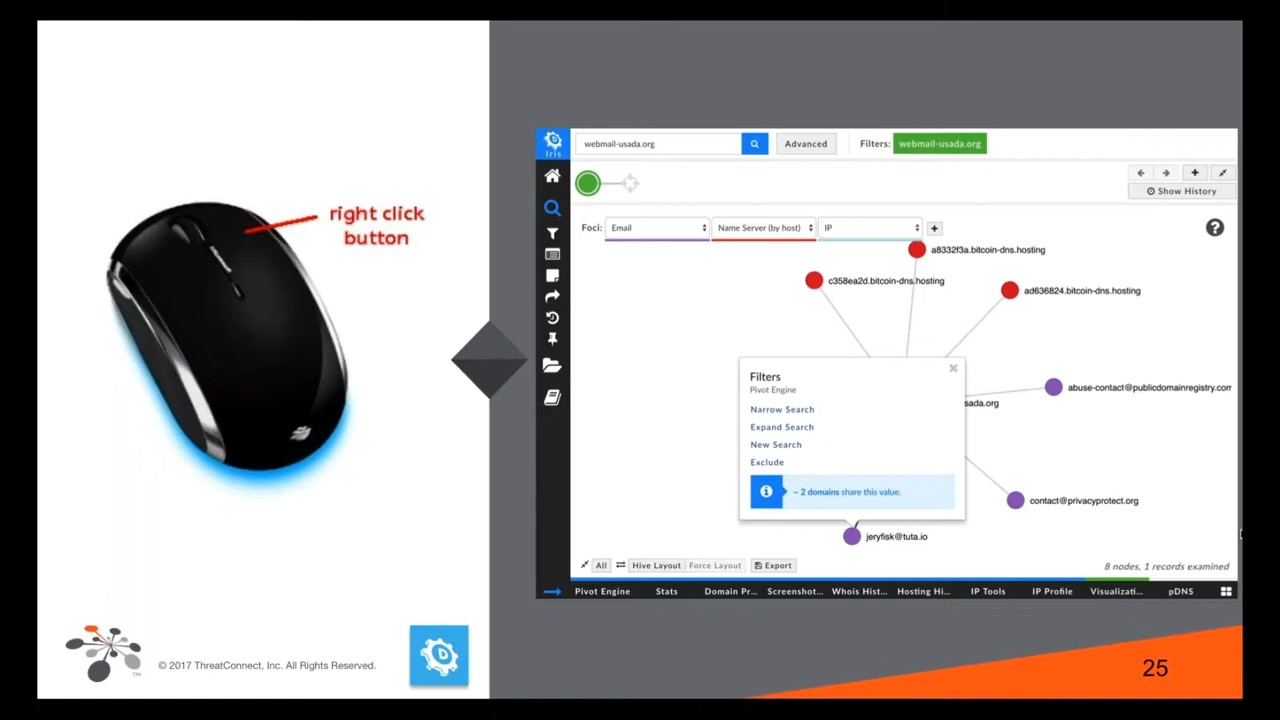 right click
button
Iris
webmail-usada.org
Advanced
Filters:
webmail-usada.org
Show History
Foci:
Email
Name Server (by host)
IP
a8332f3a.bitcoin-dns.hosting
c358ea2d.bitcoin-dns.hosting
ad636824.bitcoin-dns.hosting
Filters
Pivot Engine
Narrow Search
Expand Search
New Search
Exclude
~ 2 domains share this value.
abuse-contact@publicdomainregistry.com
sada.org
contact@privacyprotect.org
jeryfisk@tuta.io
All
Hive Layout
Force Layout
Export
8 nodes, 1 records examined
Pivot Engine
Stats
Domain Pr...
Screenshot...
Whois Hist...
Hosting Hi...
IP Tools
IP Profile
Visualizati...
pDNS
TM
© 2017 ThreatConnect, Inc. All Rights Reserved.
25